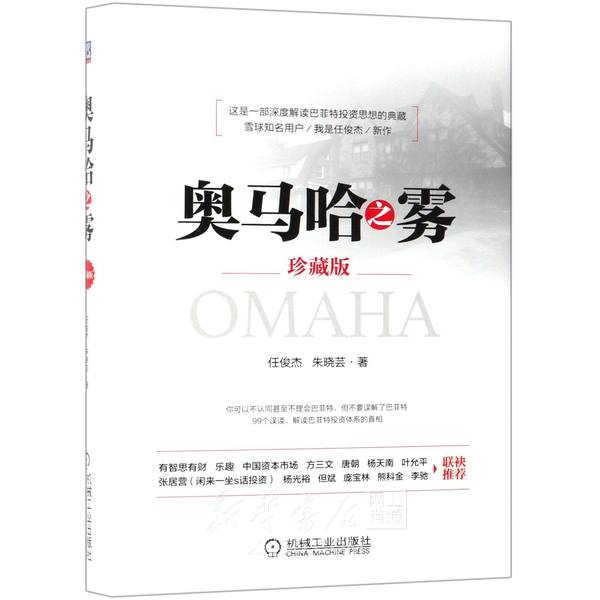 这是一部深度解读巴菲特投资思想的典藏
雪球知名用户/我是任俊杰/新作
奥马哈之雾
珍藏版
OMAHA
任俊杰 朱晓芸·著
你可以不认同甚至不理会巴菲特,但不要误解了巴菲特
99个误读,解读巴菲特投资体系的真相
有智思有财 乐趣 中国资本市场 方三文 唐朝 杨天南 叶允平
张居营(闲来一坐s话投资) 杨光裕 但斌 庞宝林 熊科金 李驰
联袂
推荐
机械工业出版社
CHINA MACHINE PRESS
奥马哈之雾
新华书店
网上
商城